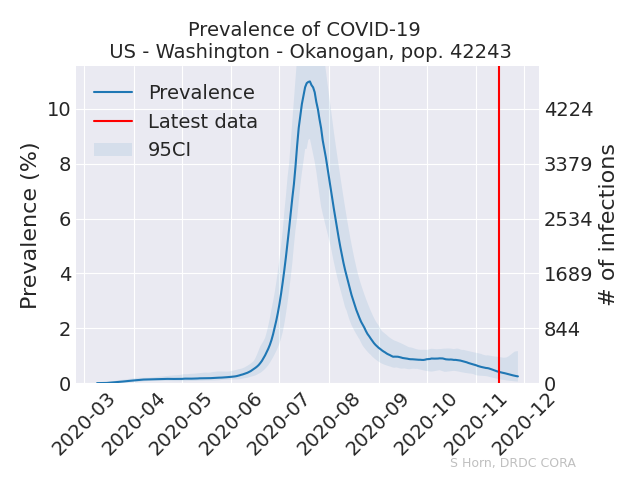 Prevalence of COVID-19
US - Washington - Okanogan, pop. 42243
Prevalence
Latest data
95CI
Prevalence (%)
10
8
6
4
2
0
4224
3379
2534
1689
844
0
# of infections
2020-03
2020-04
2020-05
2020-06
2020-07
2020-08
2020-09
2020-10
2020-11
2020-12
S Horn, DRDC CORA